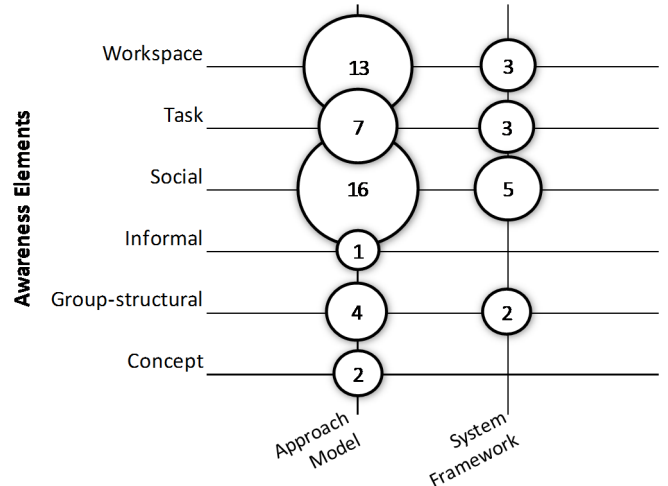 Awareness Elements
Workspace
13
3
Task
7
3
Social
16
5
Informal
1
Group-structural
4
2
Concept
2
Approach
Model
System
Framework